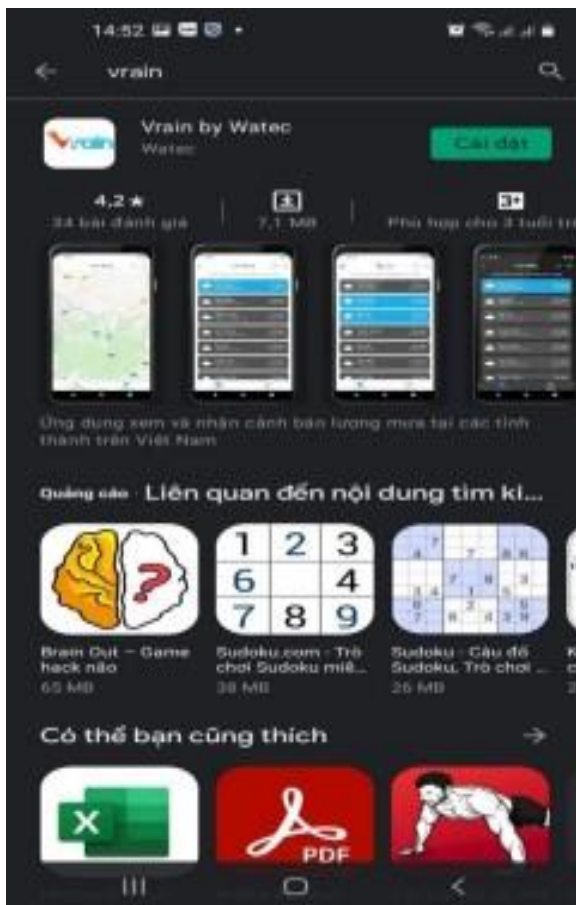 14:52
vrain
Vrain
Vrain by Watec
Watec
Cài đặt
4,2 ★
34 bài đánh giá
7,1 MB
3+
Phù hợp cho 3 tuổi trở
Ứng dụng xem và nhận cảnh báo lượng mưa tại các tỉnh
thành trên Việt Nam
Quảng cáo · Liên quan đến nội dung tìm ki...
1 2 3
6 4
7 8 9
Brain Out – Game
hack não
65 MB
Sudoku.com - Trò
chơi Sudoku miễ...
38 MB
Sudoku - Câu đố
Sudoku, Trò chơi ...
26 MB
Có thể bạn cũng thích
X
PDF